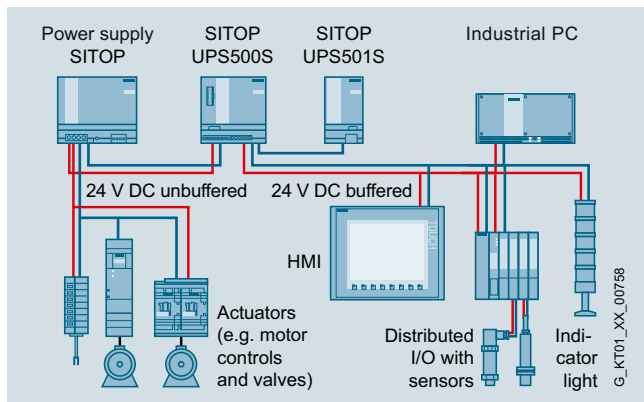 Power supply
SITOP
SITOP
UPS500S
SITOP
UPS501S
Industrial PC
24 V DC unbuffered
24 V DC buffered
HMI
TOUCH
Actuators
(e.g. motor
controls
and valves)
Distributed
I/O with
sensors
Indi-
cator
light
G_KT01_XX_00758